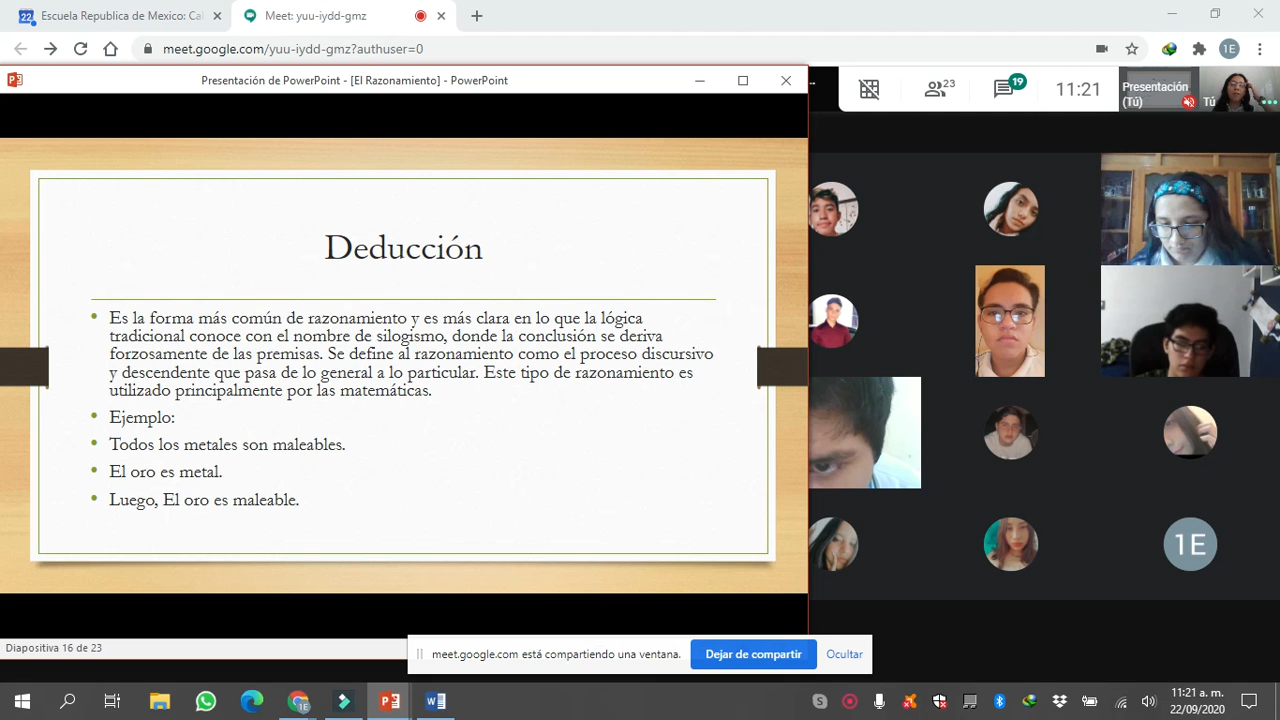 22
Escuela Republica de Mexico: Cal
Meet: yuu-iydd-gmz
meet.google.com/yuu-iydd-gmz?authuser=0
1E
Presentación de PowerPoint - [El Razonamiento] - PowerPoint
23
19
11:21
Presentación
(Tú)
Tú
Deducción
Es la forma más común de razonamiento y es más clara en lo que la lógica
tradicional conoce con el nombre de silogismo, donde la conclusión se deriva
forzosamente de las premisas. Se define al razonamiento como el proceso discursivo
y descendente que pasa de lo general a lo particular. Este tipo de razonamiento es
utilizado principalmente por las matemáticas.
Ejemplo:
Todos los metales son maleables.
El oro es metal.
Luego, El oro es maleable.
1E
Diapositiva 16 de 23
meet.google.com está compartiendo una ventana.
Dejar de compartir
Ocultar
11:21 a. m.
22/09/2020